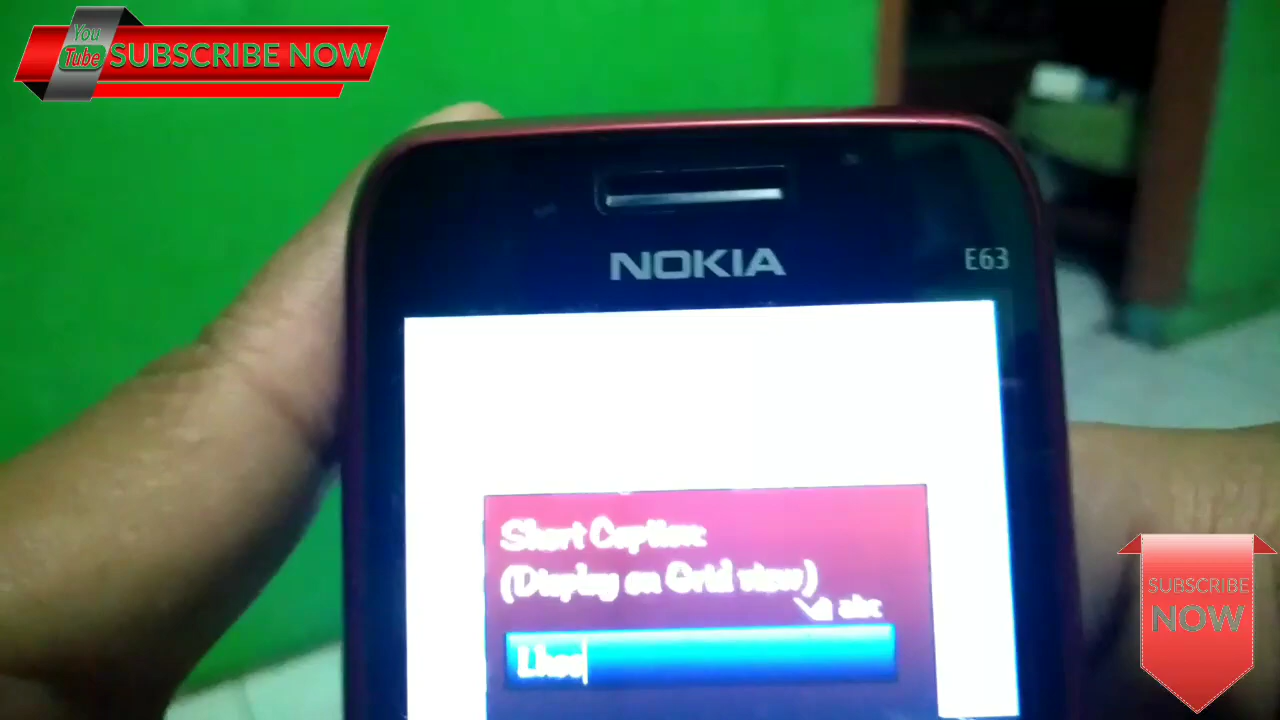 You
Tube
SUBSCRIBE NOW
NOKIA
E63
Short Caption:
(Display on Grid view)
abc
SUBSCRIBE
NOW